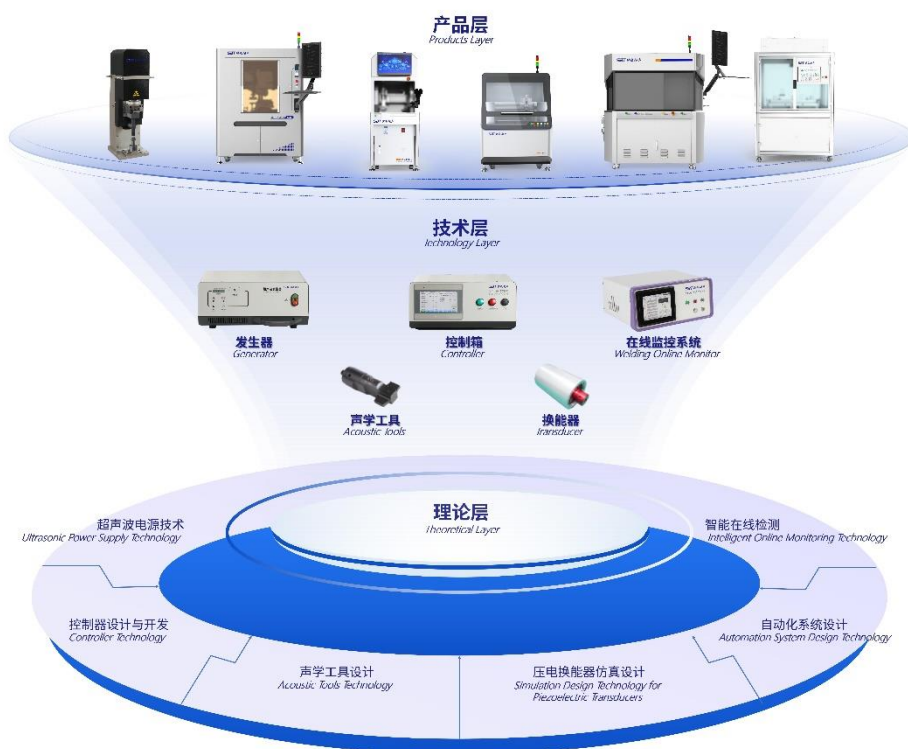 产品层
Products Layer
技术层
Technology Layer
发生器
Generator
控制箱
Controller
在线监控系统
Welding Online Monitor
声学工具
Acoustic Tools
换能器
Transducer
理论层
Theoretical Layer
超声波电源技术
Ultrasonic Power Supply Technology
智能在线检测
Intelligent Online Monitoring Technology
控制器设计与开发
Controller Technology
自动化系统设计
Automation System Design Technology
声学工具设计
Acoustic Tools Technology
压电换能器仿真设计
Simulation Design Technology for
Piezoelectric Transducers